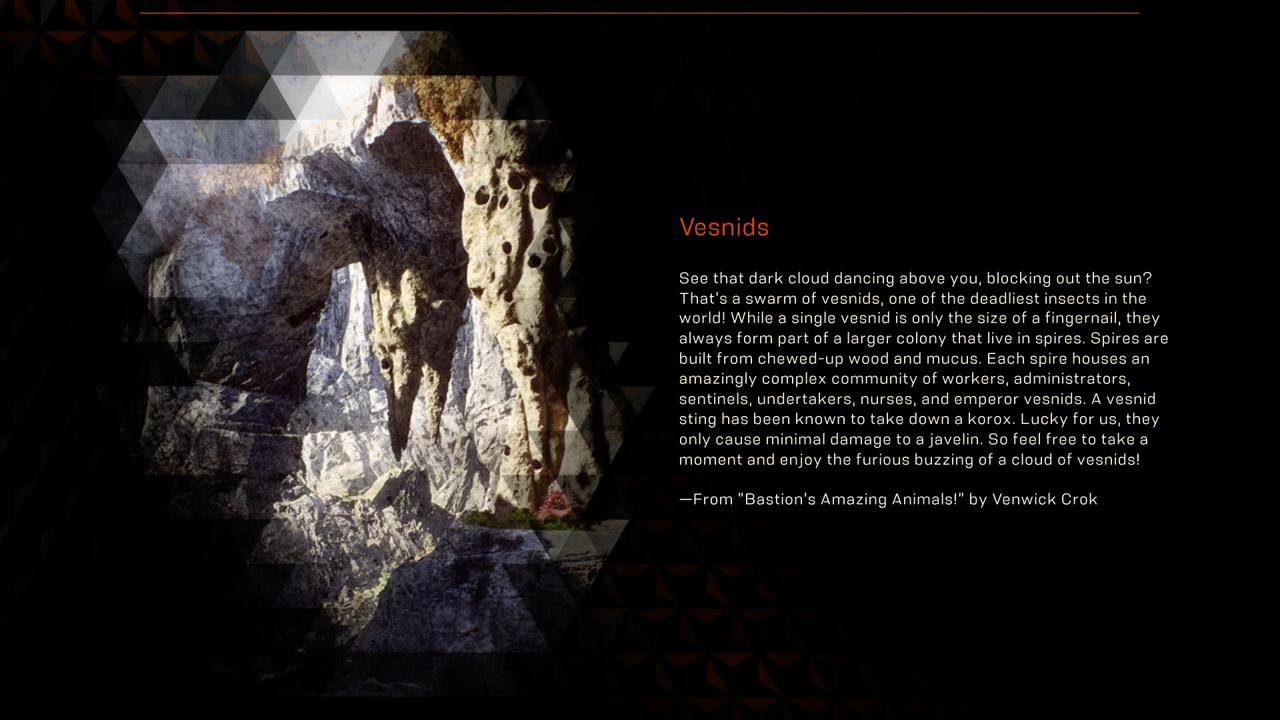 Vesnids
See that dark cloud dancing above you, blocking out the sun?
That's a swarm of vesnids, one of the deadliest insects in the
world! While a single vesnid is only the size of a fingernail, they
always form part of a larger colony that live in spires. Spires are
built from chewed-up wood and mucus. Each spire houses an
amazingly complex community of workers, administrators,
sentinels, undertakers, nurses, and emperor vesnids. A vesnid
sting has been known to take down a korox. Lucky for us, they
only cause minimal damage to a javelin. So feel free to take a
moment and enjoy the furious buzzing of a cloud of vesnids!
—From "Bastion's Amazing Animals!" by Venwick Crok